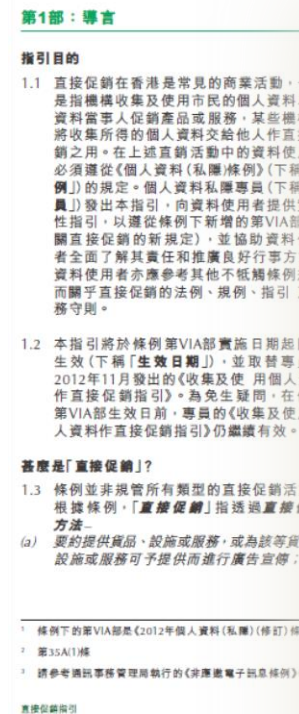 第1部：導言
指引目的
1.1 直接促銷在香港是常見的商業活動，
是指機構收集及使用市民的個人資料
資料當事人促銷產品或服務，某些機
將收集所得的個人資料交給他人作直
銷之用。在上述直銷活動中的資料使
必須遵從《個人資料(私隱)條例》(下稱
例」)的規定。個人資料私隱專員(下稱
員」)發出本指引，向資料使用者提供
性指引，以遵從條例下新增的第VIA部
關直接促銷的新規定)，並協助資料
者全面了解其責任和推廣良好行事方
資料使用者亦應參考其他不牴觸條例
而關乎直接促銷的法例、規例、指引
務守則。
1.2 本指引將於條例第VIA部實施日期起
生效(下稱「生效日期」)，並取替專
2012年11月發出的《收集及使 用個人
作直接促銷指引》。為免生疑問，在
第VIA部生效日前，專員的《收集及使
人資料作直接促銷指引》仍繼續有效。
甚麼是「直接促銷」?
1.3 條例並非規管所有類型的直接促銷活
根據條例，「直接促銷」指透過直接
方法–
(a) 要約提供貨品、設施或服務，或為該等貨
設施或服務可予提供而進行廣告宣傳；
1 條例下的第VIA部是《2012年個人資料(私隱)(修訂)條
2 第35A(1)條
3 請參考通訊事務管理局執行的《非應邀電子訊息條例》
直接促銷指引